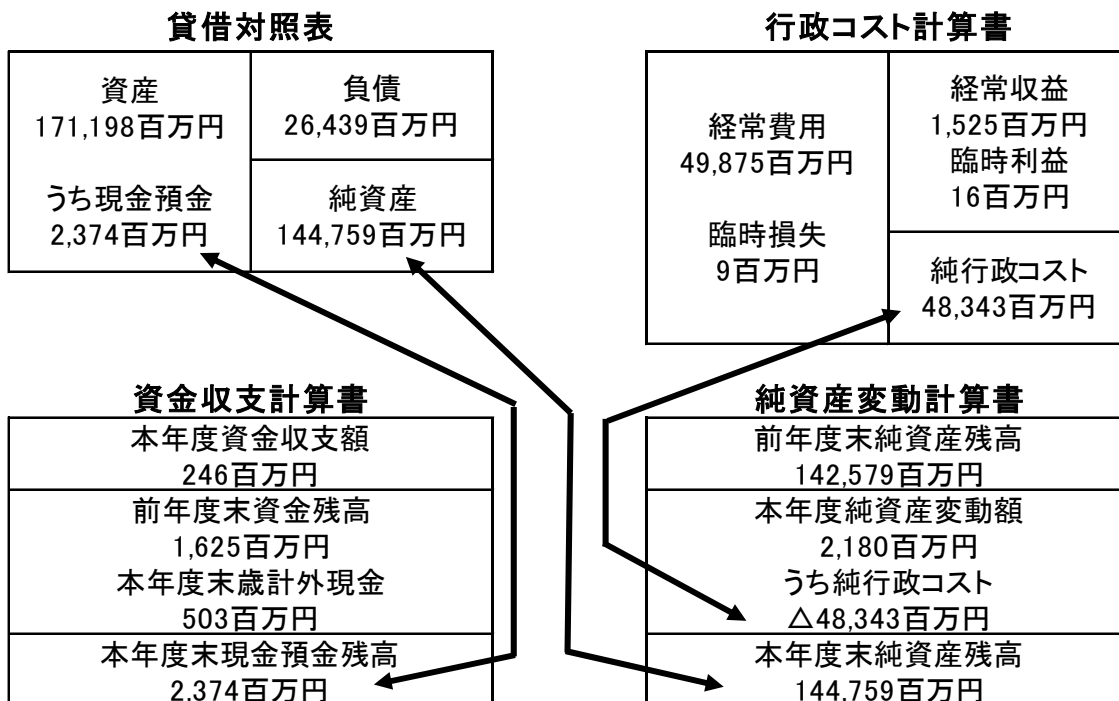 貸借対照表
資産
171,198百万円
うち現金預金
2,374百万円
負債
26,439百万円
純資産
144,759百万円
行政コスト計算書
経常費用
49,875百万円
臨時損失
9百万円
経常収益
1,525百万円
臨時利益
16百万円
純行政コスト
48,343百万円
資金収支計算書
本年度資金収支額
246百万円
前年度末資金残高
1,625百万円
本年度末歳計外現金
503百万円
本年度末現金預金残高
2,374百万円
純資産変動計算書
前年度末純資産残高
142,579百万円
本年度純資産変動額
2,180百万円
うち純行政コスト
△48,343百万円
本年度末純資産残高
144,759百万円